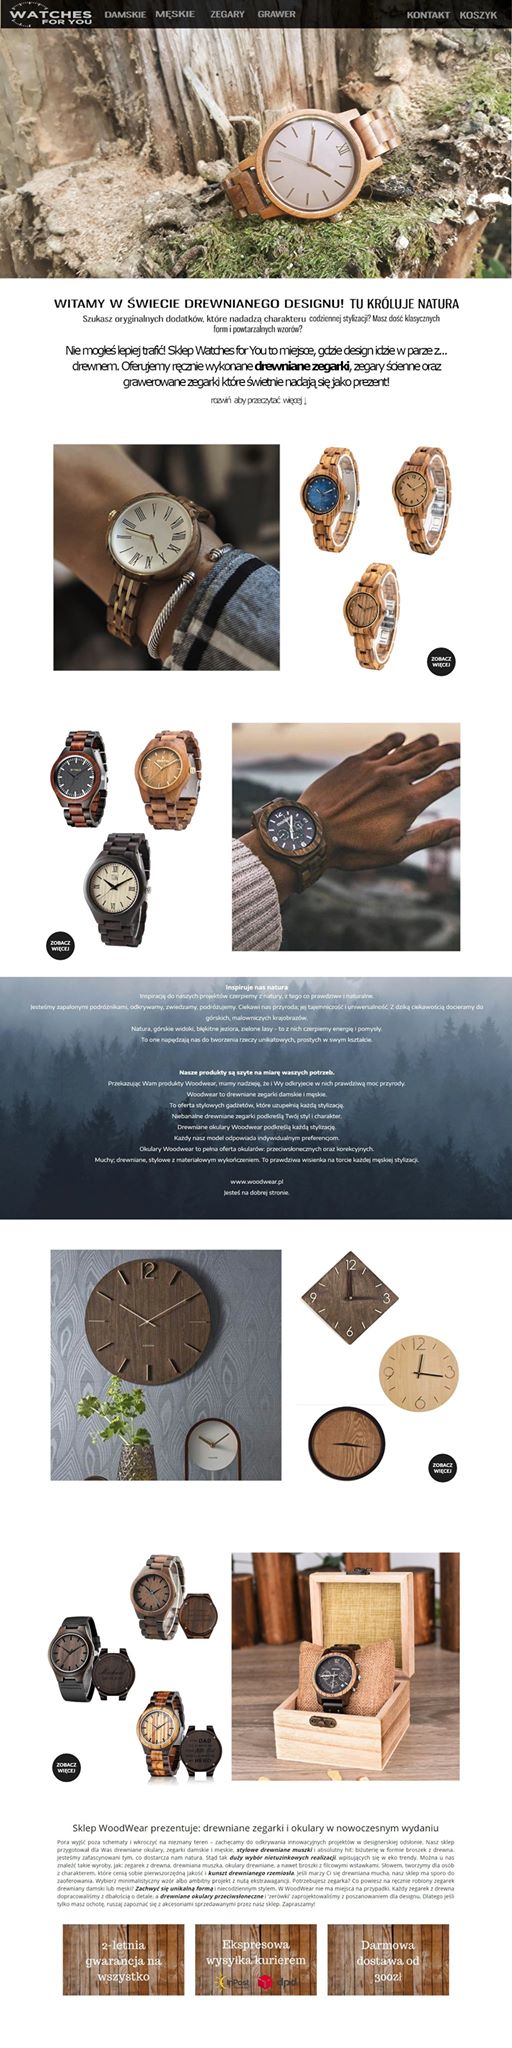 WATCHES
FOR YOU
DAMSKIE
MĘSKIE
ZEGARY
GRAWER
KONTAKT
KOSZYK
WITAMY W ŚWIECIE DREWNIANEGO DESIGNU! TU KRÓLUJE NATURA
Szukasz oryginalnych dodatków, które nadadzą charakteru codziennej stylizacji? Masz dość klasycznych
form i powtarzalnych wzorów?
Nie mogłeś lepiej trafić! Sklep Watches for You to miejsce, gdzie design idzie w parze z...
drewnem. Oferujemy ręcznie wykonane drewniane zegarki, zegary ścienne oraz
grawerowane zegarki które świetnie nadają się jako prezent!
rozwiń aby przeczytać więcej ↓
ZOBACZ
WIĘCEJ
ZOBACZ
WIĘCEJ
Inspiruje nas natura
Inspirację do naszych projektów czerpiemy z natury, z tego co prawdziwe i naturalne.
Jesteśmy zapalonymi podróżnikami, odkrywamy, zwiedzamy, podróżujemy. Ciekawi nas przyroda; jej tajemniczość i uniwersalność. Z dziką ciekawością docieramy do
górskich, malowniczych krajobrazów.
Natura, górskie widoki, błękitne jeziora, zielone lasy - to z nich czerpiemy energię i pomysły.
To one napędzają nas do tworzenia rzeczy unikatowych, prostych w swym kształcie.
Nasze produkty są szyte na miarę waszych potrzeb.
Przekazując Wam produkty Woodwear, mamy nadzieję, że i Wy odkryjecie w nich prawdziwą moc przyrody.
Woodwear to drewniane zegarki damskie i męskie.
To oferta stylowych gadżetów, które uzupełnią każdą stylizację.
Niebanalne drewniane zegarki podkreślą Twój styl i charakter.
Drewniane okulary Woodwear podkreślą każdą stylizację.
Każdy nasz model odpowiada indywidualnym preferencjom.
Okulary Woodwear to pełna oferta okularów: przeciwsłonecznych oraz korekcyjnych.
Muchy; drewniane, stylowe z materiałowym wykończeniem. To prawdziwa wisienka na torcie każdej męskiej stylizacji.
www.woodwear.pl
Jesteś na dobrej stronie.
12
12
3
6
9
12
3
6
9
ZOBACZ
WIĘCEJ
DAD
HERO
ZOBACZ
WIĘCEJ
Sklep WoodWear prezentuje: drewniane zegarki i okulary w nowoczesnym wydaniu
Pora wyjść poza schematy i wkroczyć na nieznany teren – zachęcamy do odkrywania innowacyjnych projektów w designerskiej odsłonie. Nasz sklep
przygotował dla Was drewniane okulary, zegarki damskie i męskie, stylowe drewniane muszki i absolutny hit: biżuterię w formie broszek z drewna.
Jesteśmy zafascynowani tym, co dostarcza nam natura. Stąd tak duży wybór nietuzinkowych realizacji wpisujących się w eko trendy. Można u nas
znaleźć takie wyroby, jak: zegarek z drewna, drewniana muszka, okulary drewniane, a nawet broszki z filcowymi wstawkami. Słowem, tworzymy dla osób
z charakterem, które cenią sobie pierwszorzędną jakość i kunszt drewnianego rzemiosła. Jeśli marzy Ci się drewniana mucha, nasz sklep ma sporo do
zaoferowania. Wybierz minimalistyczny wzór albo ambitny projekt z nutą ekstrawagancji. Potrzebujesz zegarka? Co powiesz na ręcznie robiony zegarek
drewniany damski lub męski? Zachwyć się unikalną formą i niecodziennym stylem. W WoodWear nie ma miejsca na przypadki. Każdy zegarek z drewna
dopracowaliśmy z dbałością o detale, a drewniane okulary przeciwsłoneczne i 'zerówki' zaprojektowaliśmy z poszanowaniem dla designu. Dlatego jeśli
tylko masz ochotę, ruszaj zapoznać się z akcesoriami sprzedawanymi przez nasz sklep. Zapraszamy!
2-letnia
gwarancja na
wszystko
Ekspresowa
wysyłka kurierem
InPost
dpd
Darmowa
dostawa od
300zł